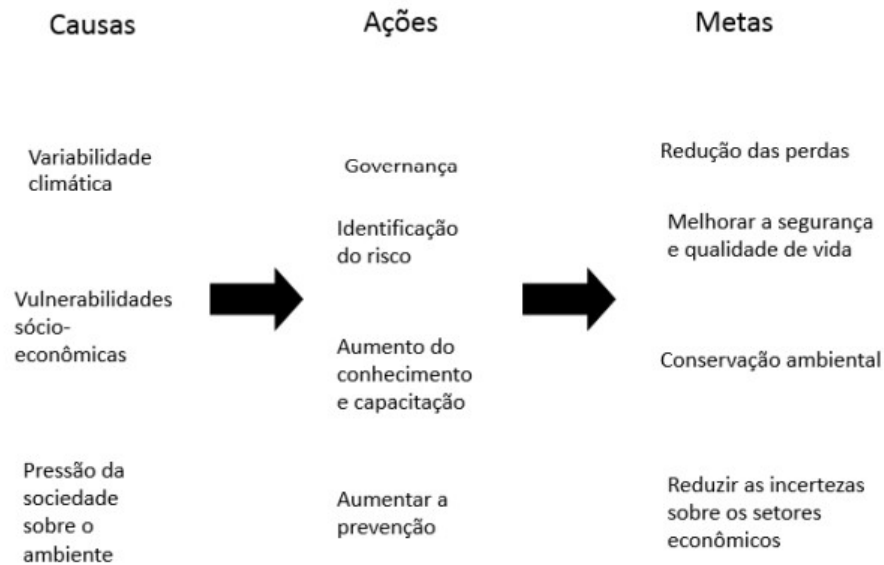 Causas
Ações
Metas
Variabilidade
climática
Vulnerabilidades
sócio-
econômicas
Pressão da
sociedade
sobre o
ambiente
Governança
Identificação
do risco
Aumento do
conhecimento
e capacitação
Aumentar a
prevenção
Redução das perdas
Melhorar a segurança
e qualidade de vida
Conservação ambiental
Reduzir as incertezas
sobre os setores
econômicos